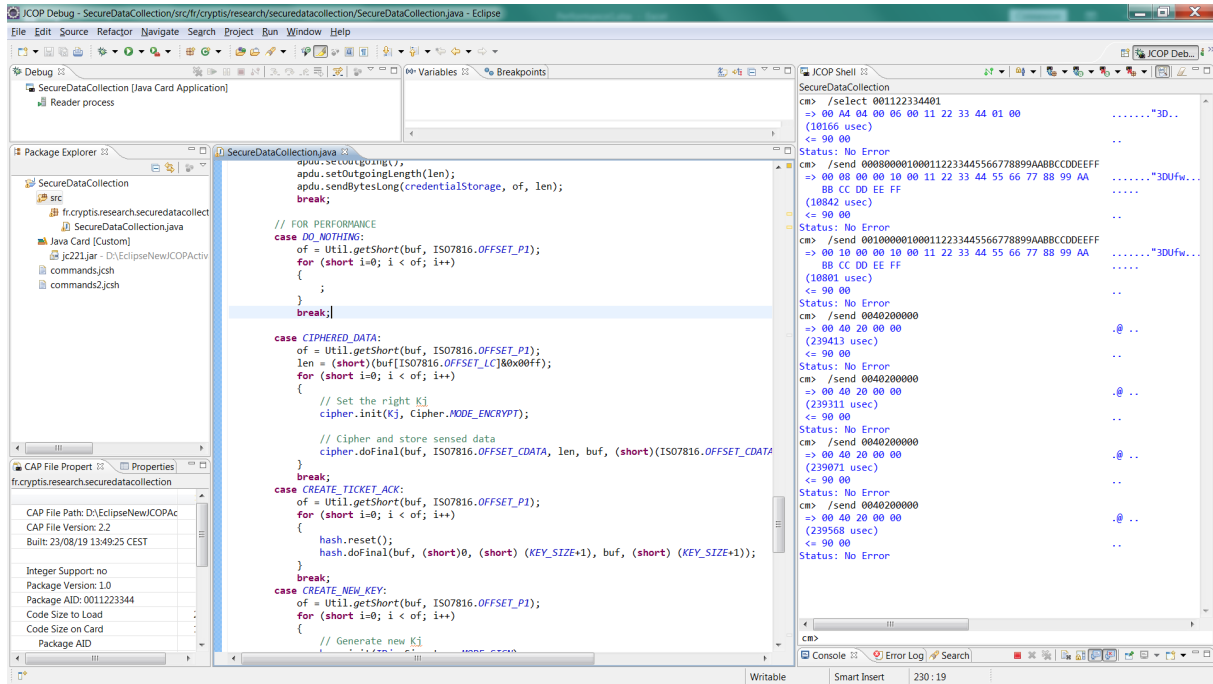 JCOP Debug - SecureDataCollection/src/fr/cryptis/research/securedatacollection/SecureDataCollection.java - Eclipse
File Edit Source Refactor Navigate Search Project Run Window Help
JCOP Deb...
Debug
SecureDataCollection [Java Card Application]
Reader process
Variables Breakpoints
Package Explorer
SecureDataCollection
src
fr.cryptis.research.securedatacollect
SecureDataCollection.java
Java Card [Custom]
jc221.jar - D:\EclipseNewJCOPActiv
commands.jcsh
commands2.jcsh
CAP File Propert Properties
fr.cryptis.research.securedatacollection
CAP File Path: D:\EclipseNewJCOPAc
CAP File Version: 2.2
Built: 23/08/19 13:49:25 CEST
Integer Support: no
Package Version: 1.0
Package AID: 0011223344
Code Size to Load
Code Size on Card
Package AID
SecureDataCollection.java
apdu.setOutgoing();
apdu.setOutgoingLength(len);
apdu.sendBytesLong(credentialStorage, of, len);
break;
// FOR PERFORMANCE
case DO_NOTHING:
of = Util.getShort(buf, ISO7816.OFFSET_P1);
for (short i=0; i < of; i++)
{
;
}
break;
case CIPHERED_DATA:
of = Util.getShort(buf, ISO7816.OFFSET_P1);
len = (short)(buf[ISO7816.OFFSET_LC]&0x00ff);
for (short i=0; i < of; i++)
{
// Set the right Kj
cipher.init(Kj, Cipher.MODE_ENCRYPT);
// Cipher and store sensed data
cipher.doFinal(buf, ISO7816.OFFSET_CDATA, len, buf, (short)(ISO7816.OFFSET_CDATA
}
break;
case CREATE_TICKET_ACK:
of = Util.getShort(buf, ISO7816.OFFSET_P1);
for (short i=0; i < of; i++)
{
hash.reset();
hash.doFinal(buf, (short)0, (short) (KEY_SIZE+1), buf, (short) (KEY_SIZE+1));
}
break;
case CREATE_NEW_KEY:
of = Util.getShort(buf, ISO7816.OFFSET_P1);
for (short i=0; i < of; i++)
{
// Generate new Kj
JCOP Shell
SecureDataCollection
cm> /select 001122334401
=> 00 A4 04 00 06 00 11 22 33 44 01 00 ......."3D..
(10166 usec)
<= 90 00 ..
Status: No Error
cm> /send 000800001000112233445566778899AABBCCDDEEFF
=> 00 08 00 00 10 00 11 22 33 44 55 66 77 88 99 AA ......."3DUfw...
BB CC DD EE FF .....
(10842 usec)
<= 90 00 ..
Status: No Error
cm> /send 001000001000112233445566778899AABBCCDDEEFF
=> 00 10 00 00 10 00 11 22 33 44 55 66 77 88 99 AA ......."3DUfw...
BB CC DD EE FF .....
(10801 usec)
<= 90 00 ..
Status: No Error
cm> /send 0040200000
=> 00 40 20 00 00 .@ ..
(239413 usec)
<= 90 00 ..
Status: No Error
cm> /send 0040200000
=> 00 40 20 00 00 .@ ..
(239311 usec)
<= 90 00 ..
Status: No Error
cm> /send 0040200000
=> 00 40 20 00 00 .@ ..
(239071 usec)
<= 90 00 ..
Status: No Error
cm> /send 0040200000
=> 00 40 20 00 00 .@ ..
(239568 usec)
<= 90 00 ..
Status: No Error
cm>
Console Error Log Search
Writable Smart Insert 230 : 19